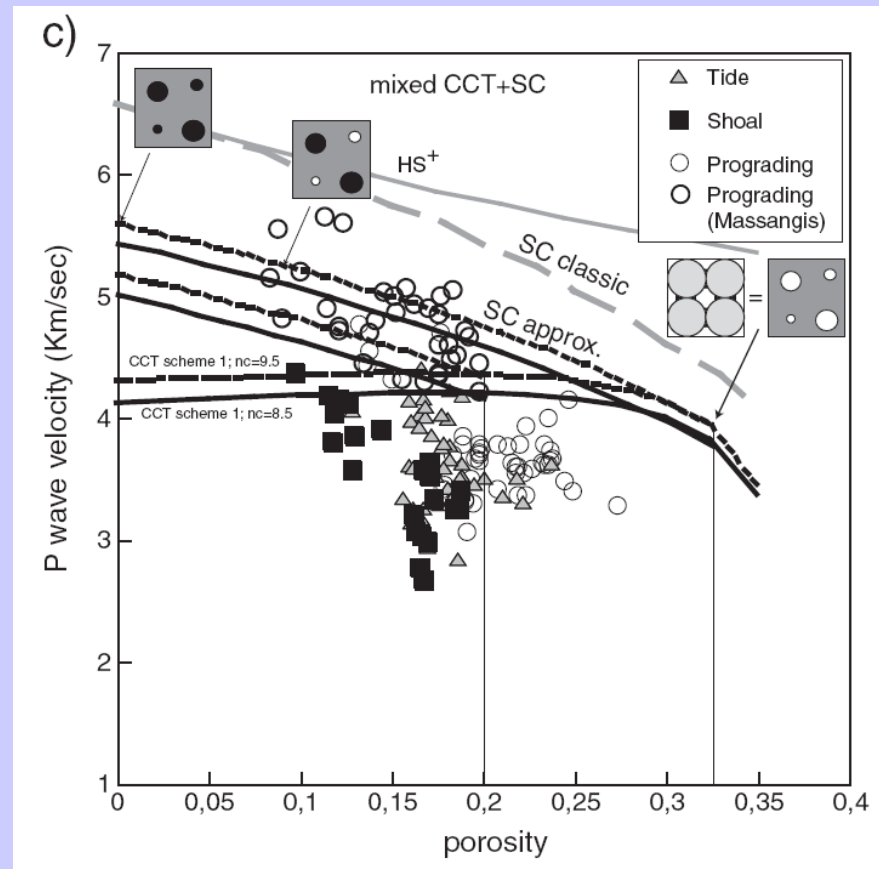 c)
mixed CCT+SC
Tide
Shoal
Prograding
Prograding
(Massangis)
HS+
SC classic
SC approx.
=
CCT scheme 1; nc=9.5
CCT scheme 1; nc=8.5
P wave velocity (Km/sec)
7
6
5
4
3
2
1
0
0,05
0,1
0,15
0,2
0,25
0,3
0,35
0,4
porosity